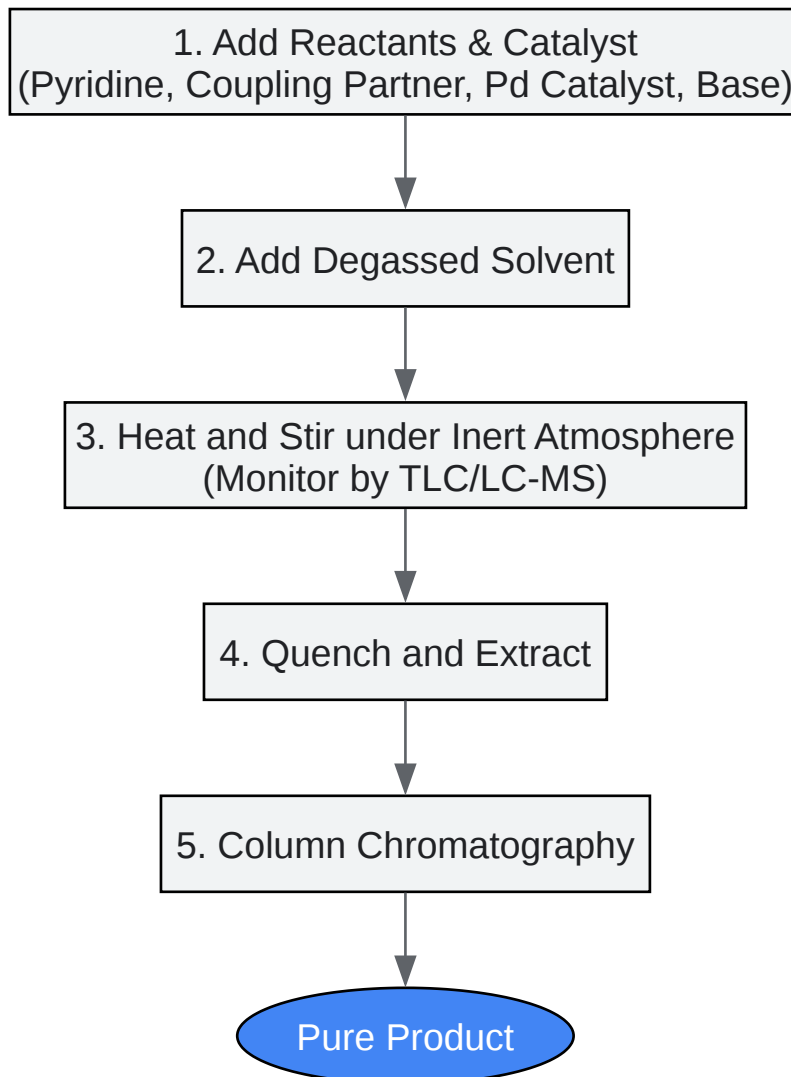 1. Add Reactants & Catalyst
(Pyridine, Coupling Partner, Pd Catalyst, Base)
2. Add Degassed Solvent
3. Heat and Stir under Inert Atmosphere
(Monitor by TLC/LC-MS)
4. Quench and Extract
5. Column Chromatography
Pure Product